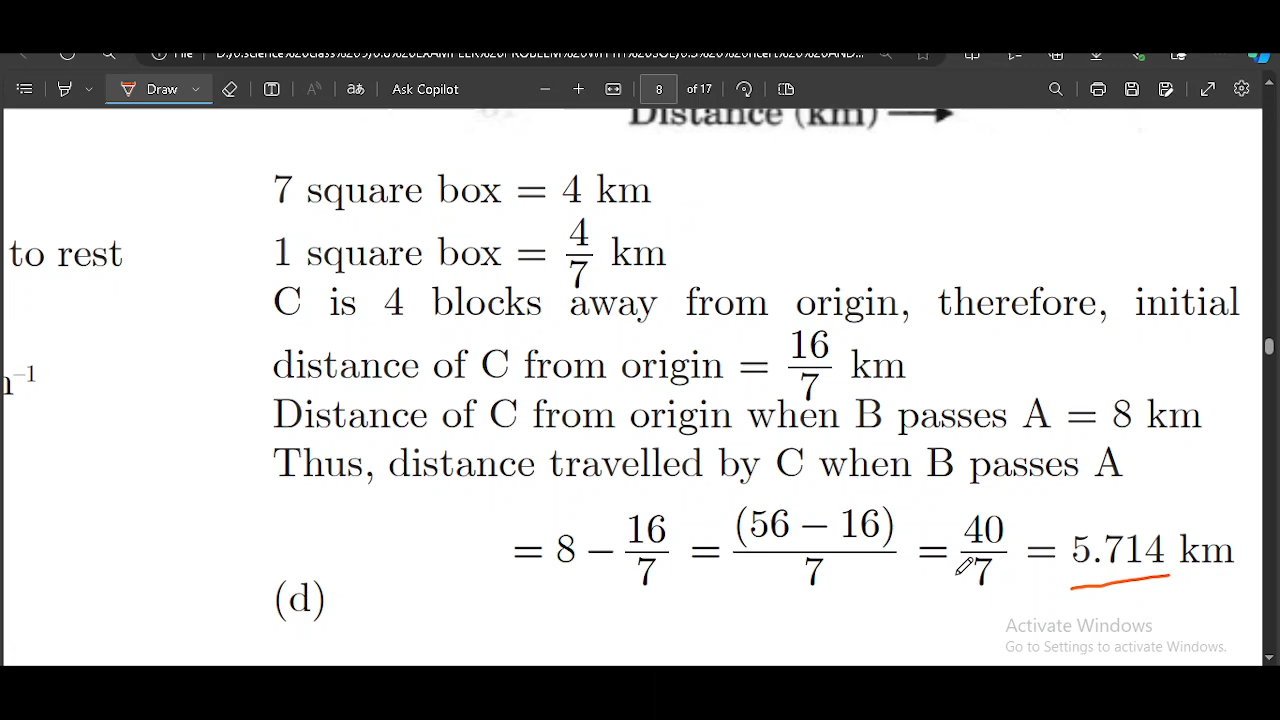 File
Draw
Ask Copilot
8 of 17
Distance (km)
7 square box = 4 km
to rest
1 square box = 4/7 km
C is 4 blocks away from origin, therefore, initial
distance of C from origin = 16/7 km
Distance of C from origin when B passes A = 8 km
Thus, distance travelled by C when B passes A
= 8 − 16/7 = (56 − 16)/7 = 40/7 = 5.714 km
(d)
Activate Windows
Go to Settings to activate Windows.